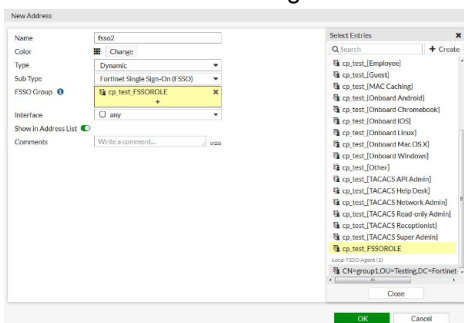 New Address
Name fsso2
Color Change
Type Dynamic
Sub Type Fortinet Single Sign-On (FSSO)
FSSO Group cp_test_FSSOROLE
+
Interface any
Show in Address List
Comments Write a comment... 0/255
Select Entries
Search + Create
cp_test_[Employee]
cp_test_[Guest]
cp_test_[MAC Caching]
cp_test_[Onboard Android]
cp_test_[Onboard Chromebook]
cp_test_[Onboard IOS]
cp_test_[Onboard Linux]
cp_test_[Onboard Mac OS X]
cp_test_[Onboard Windows]
cp_test_[Other]
cp_test_[TACACS API Admin]
cp_test_[TACACS Help Desk]
cp_test_[TACACS Network Admin]
cp_test_[TACACS Read-only Admin]
cp_test_[TACACS Receptionist]
cp_test_[TACACS Super Admin]
cp_test_FSSOROLE
Local FSSO Agent (1)
CN=group1,OU=Testing,DC=Fortinet
Close
OK Cancel